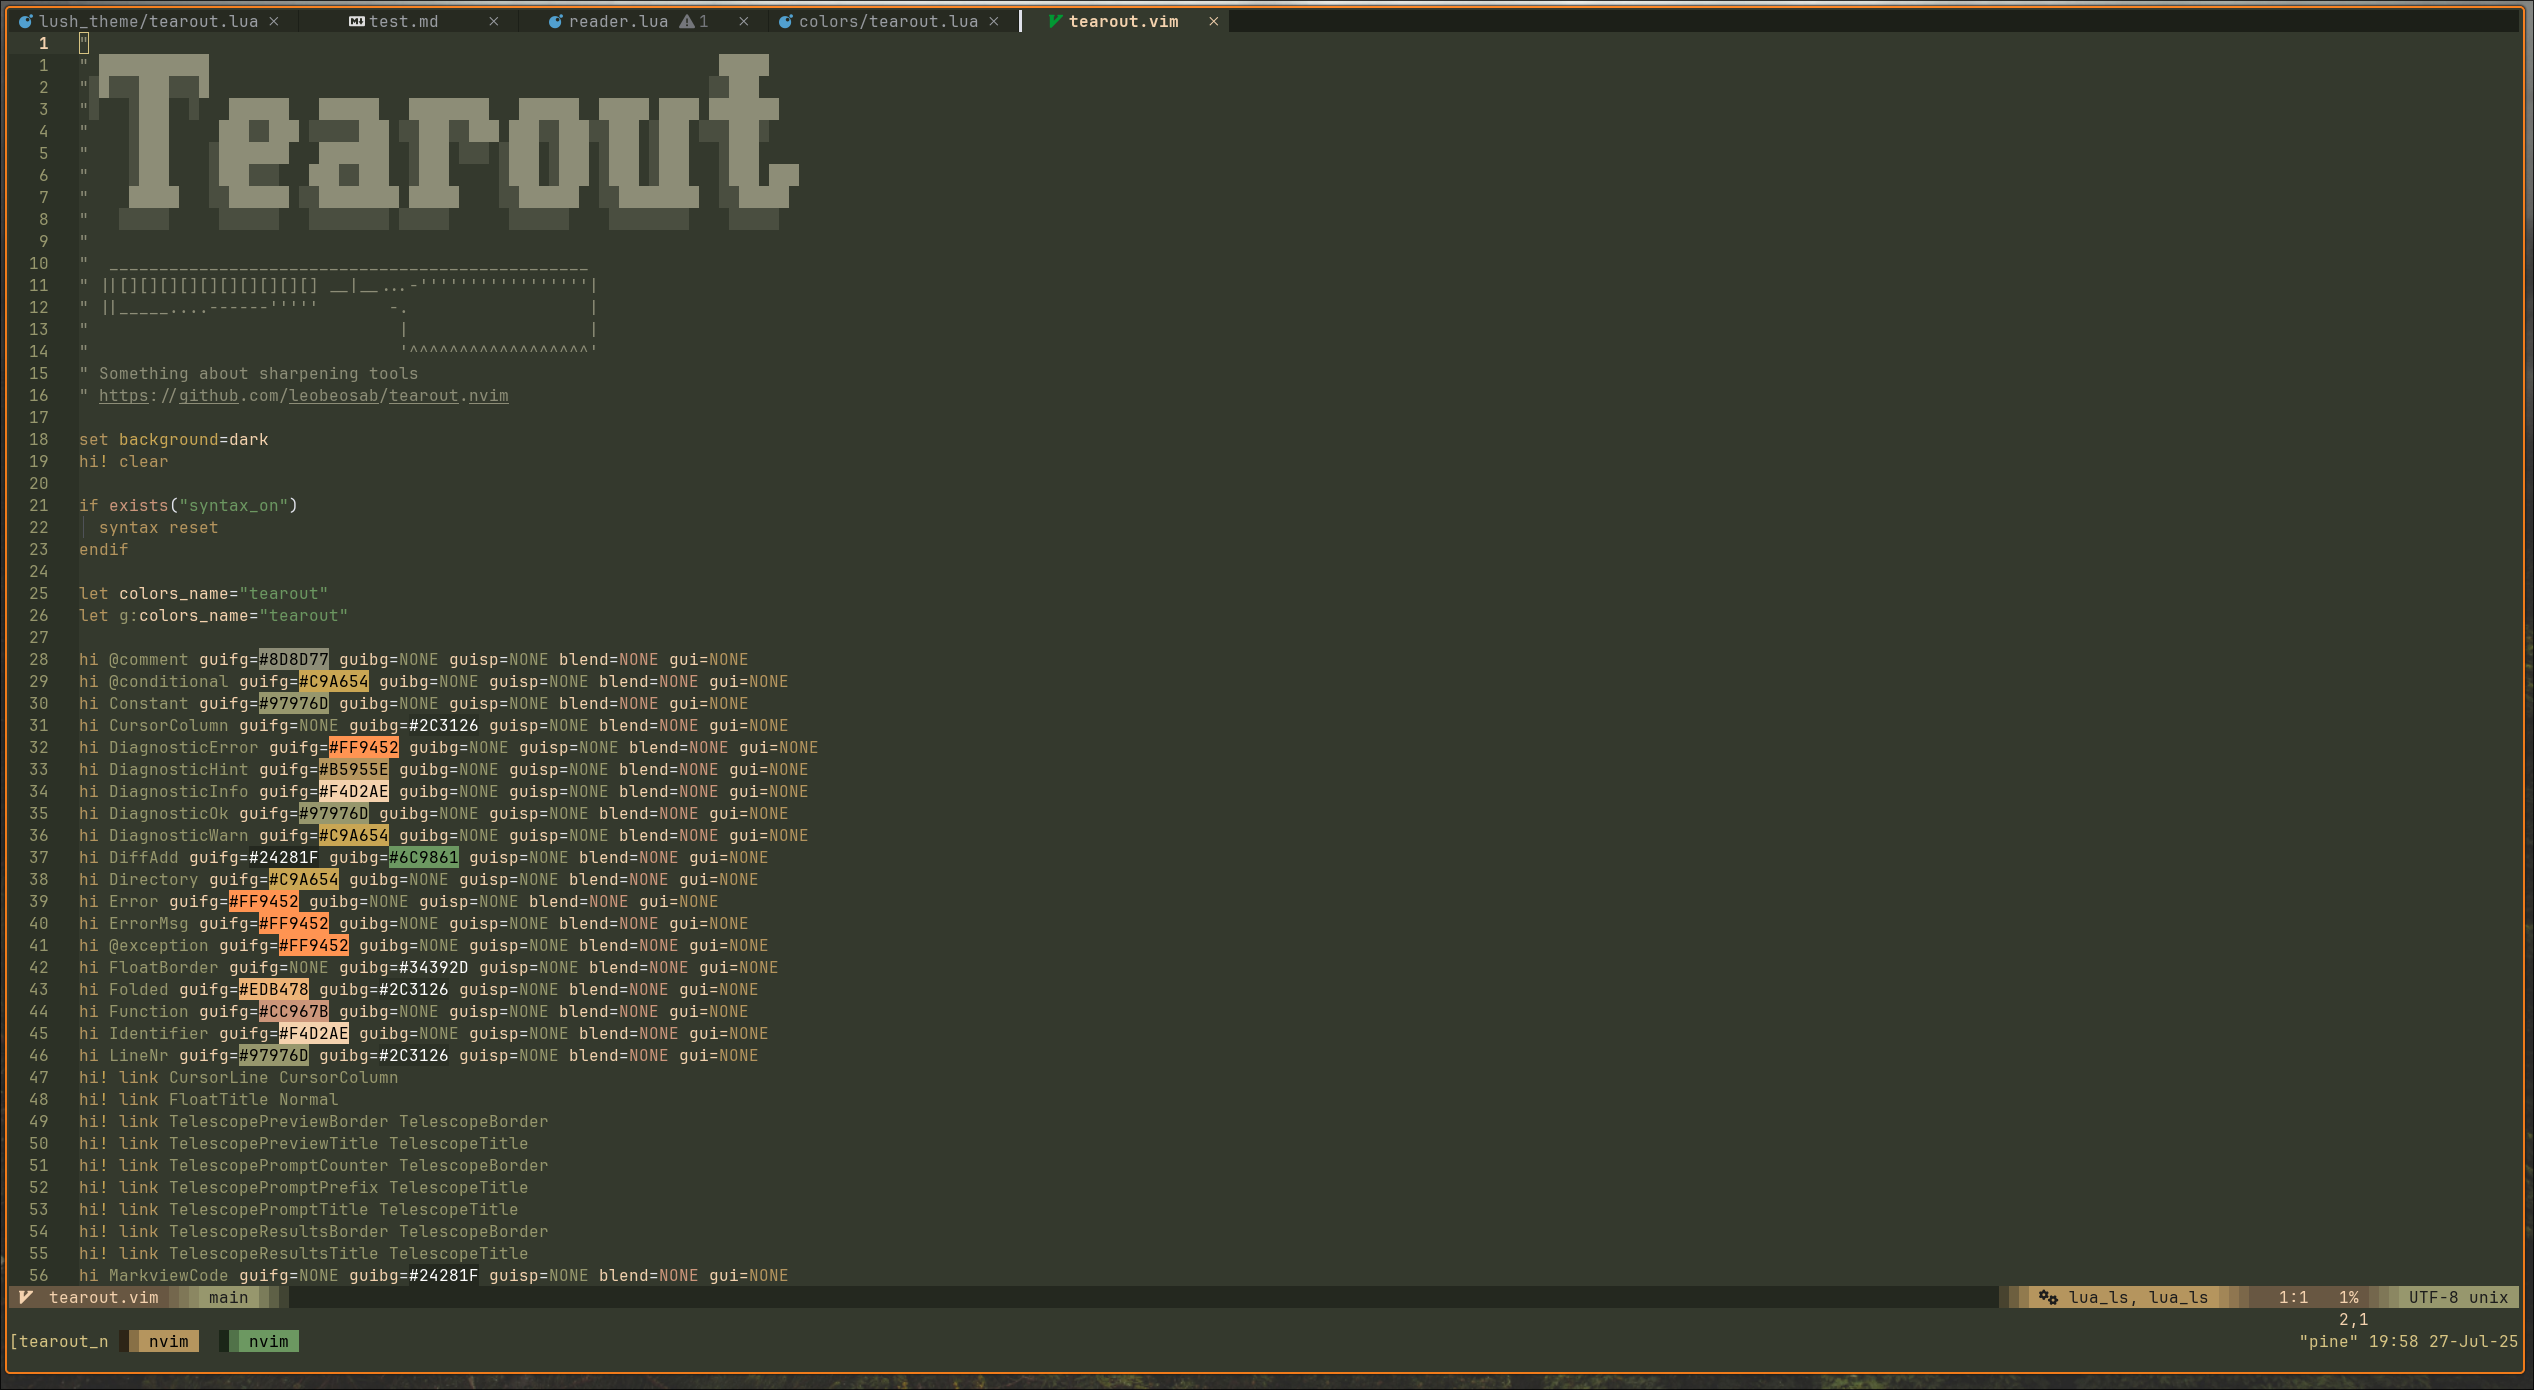 lush_theme/tearout.lua × test.md × reader.lua 1 × colors/tearout.lua × tearout.vim ×
1 "
1 "
2 "
3 "
4 "
5 "
6 "
7 "
8 "
Tearout
9 "
10 " ________________________________________________
11 " ||[][][][][][][][][][] __|__...-'''''''''''''''''|
12 " ||_____....------''''' -. |
13 " | |
14 " '^^^^^^^^^^^^^^^^^^'
15 " Something about sharpening tools
16 " https://github.com/leobeosab/tearout.nvim
17
18 set background=dark
19 hi! clear
20
21 if exists("syntax_on")
22 syntax reset
23 endif
24
25 let colors_name="tearout"
26 let g:colors_name="tearout"
27
28 hi @comment guifg=#8D8D77 guibg=NONE guisp=NONE blend=NONE gui=NONE
29 hi @conditional guifg=#C9A654 guibg=NONE guisp=NONE blend=NONE gui=NONE
30 hi Constant guifg=#97976D guibg=NONE guisp=NONE blend=NONE gui=NONE
31 hi CursorColumn guifg=NONE guibg=#2C3126 guisp=NONE blend=NONE gui=NONE
32 hi DiagnosticError guifg=#FF9452 guibg=NONE guisp=NONE blend=NONE gui=NONE
33 hi DiagnosticHint guifg=#B5955E guibg=NONE guisp=NONE blend=NONE gui=NONE
34 hi DiagnosticInfo guifg=#F4D2AE guibg=NONE guisp=NONE blend=NONE gui=NONE
35 hi DiagnosticOk guifg=#97976D guibg=NONE guisp=NONE blend=NONE gui=NONE
36 hi DiagnosticWarn guifg=#C9A654 guibg=NONE guisp=NONE blend=NONE gui=NONE
37 hi DiffAdd guifg=#24281F guibg=#6C9861 guisp=NONE blend=NONE gui=NONE
38 hi Directory guifg=#C9A654 guibg=NONE guisp=NONE blend=NONE gui=NONE
39 hi Error guifg=#FF9452 guibg=NONE guisp=NONE blend=NONE gui=NONE
40 hi ErrorMsg guifg=#FF9452 guibg=NONE guisp=NONE blend=NONE gui=NONE
41 hi @exception guifg=#FF9452 guibg=NONE guisp=NONE blend=NONE gui=NONE
42 hi FloatBorder guifg=NONE guibg=#34392D guisp=NONE blend=NONE gui=NONE
43 hi Folded guifg=#EDB478 guibg=#2C3126 guisp=NONE blend=NONE gui=NONE
44 hi Function guifg=#CC967B guibg=NONE guisp=NONE blend=NONE gui=NONE
45 hi Identifier guifg=#F4D2AE guibg=NONE guisp=NONE blend=NONE gui=NONE
46 hi LineNr guifg=#97976D guibg=#2C3126 guisp=NONE blend=NONE gui=NONE
47 hi! link CursorLine CursorColumn
48 hi! link FloatTitle Normal
49 hi! link TelescopePreviewBorder TelescopeBorder
50 hi! link TelescopePreviewTitle TelescopeTitle
51 hi! link TelescopePromptCounter TelescopeBorder
52 hi! link TelescopePromptPrefix TelescopeTitle
53 hi! link TelescopePromptTitle TelescopeTitle
54 hi! link TelescopeResultsBorder TelescopeBorder
55 hi! link TelescopeResultsTitle TelescopeTitle
56 hi MarkviewCode guifg=NONE guibg=#24281F guisp=NONE blend=NONE gui=NONE
tearout.vim main lua_ls, lua_ls 1:1 1% UTF-8 unix
2,1
[tearout_n nvim nvim "pine" 19:58 27-Jul-25